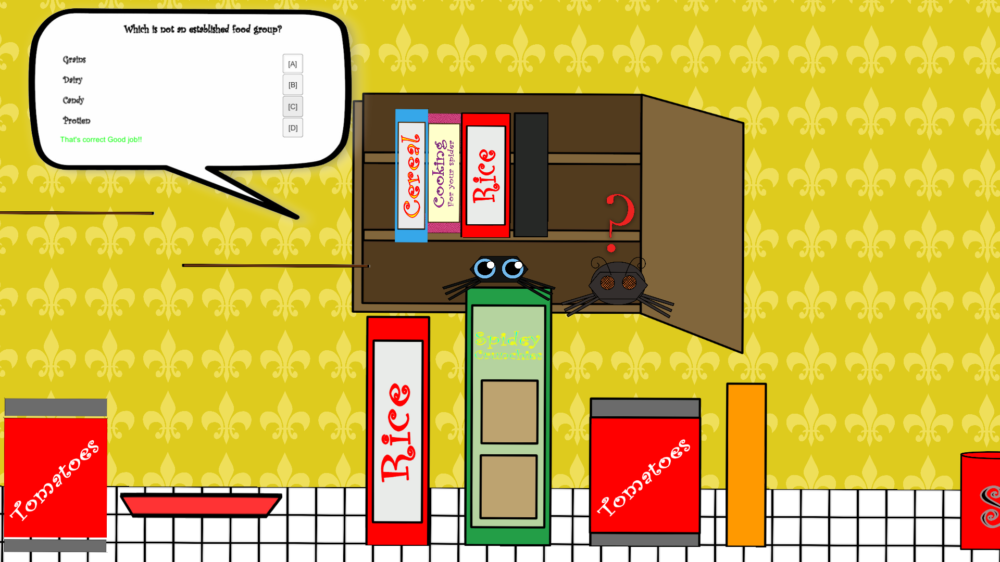 Which is not an established food group?
Grains
[A]
Dairy
[B]
Candy
[C]
Protien
[D]
That's correct Good job!!
Cereal
Cooking
For your spider
Rice
?
Spidey
Crunchies
Rice
Tomatoes
Tomatoes
S